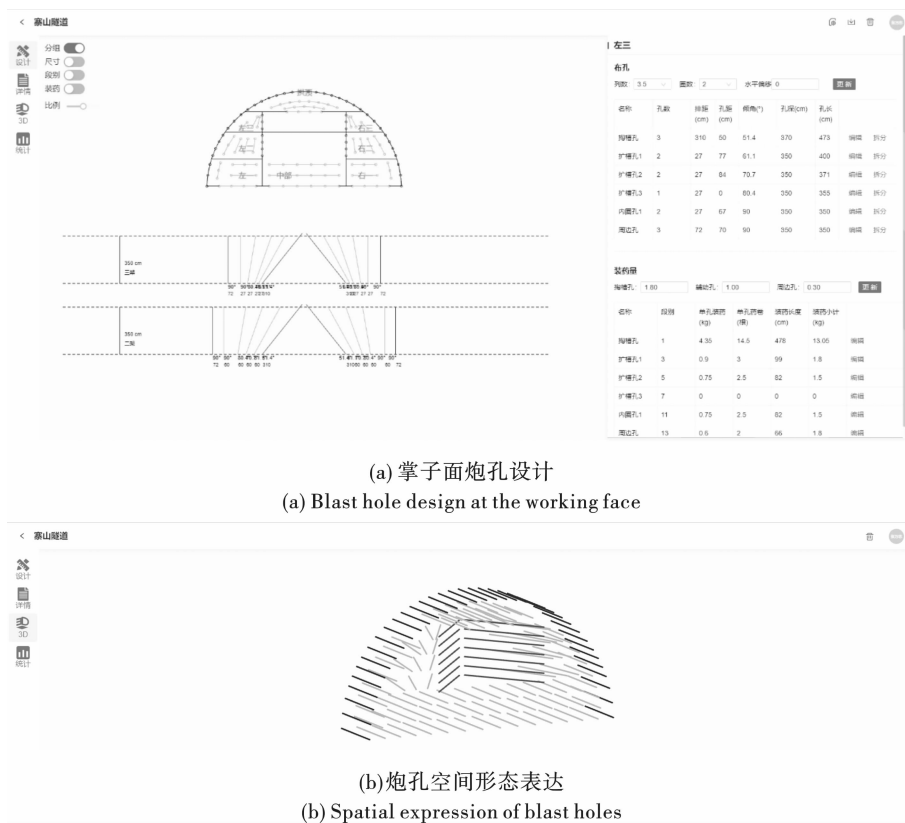 寨山隧道
分组
尺寸
段别
装药
比例
设计
详情
3D
统计
拱圈
左三
右三
左二
右二
左一
中部
右一
350 cm
三部
350 cm
二部
左三
布孔
列数: 3.5 圈数: 2 水平偏移 0 更新
名称 孔数 排距(cm) 孔距(cm) 倾角(°) 孔深(cm) 孔长(cm)
掏槽孔 3 310 50 51.4 370 473 编辑 拆分
扩槽孔1 2 27 77 61.1 350 400 编辑 拆分
扩槽孔2 2 27 84 70.7 350 371 编辑 拆分
扩槽孔3 1 27 0 80.4 350 355 编辑 拆分
内圈孔1 2 27 67 90 350 350 编辑 拆分
周边孔 3 72 70 90 350 350 编辑 拆分
装药量
掏槽孔: 1.80 辅助孔: 1.00 周边孔: 0.30 更新
名称 段别 单孔装药(kg) 单孔药卷(根) 装药长度(cm) 装药小计(kg)
掏槽孔 1 4.35 14.5 478 13.05 编辑
扩槽孔1 3 0.9 3 99 1.8 编辑
扩槽孔2 5 0.75 2.5 82 1.5 编辑
扩槽孔3 7 0 0 0 0 编辑
内圈孔1 11 0.75 2.5 82 1.5 编辑
周边孔 13 0.6 2 66 1.8 编辑
(a) 掌子面炮孔设计
(a) Blast hole design at the working face
寨山隧道
设计
详情
3D
统计
(b)炮孔空间形态表达
(b) Spatial expression of blast holes